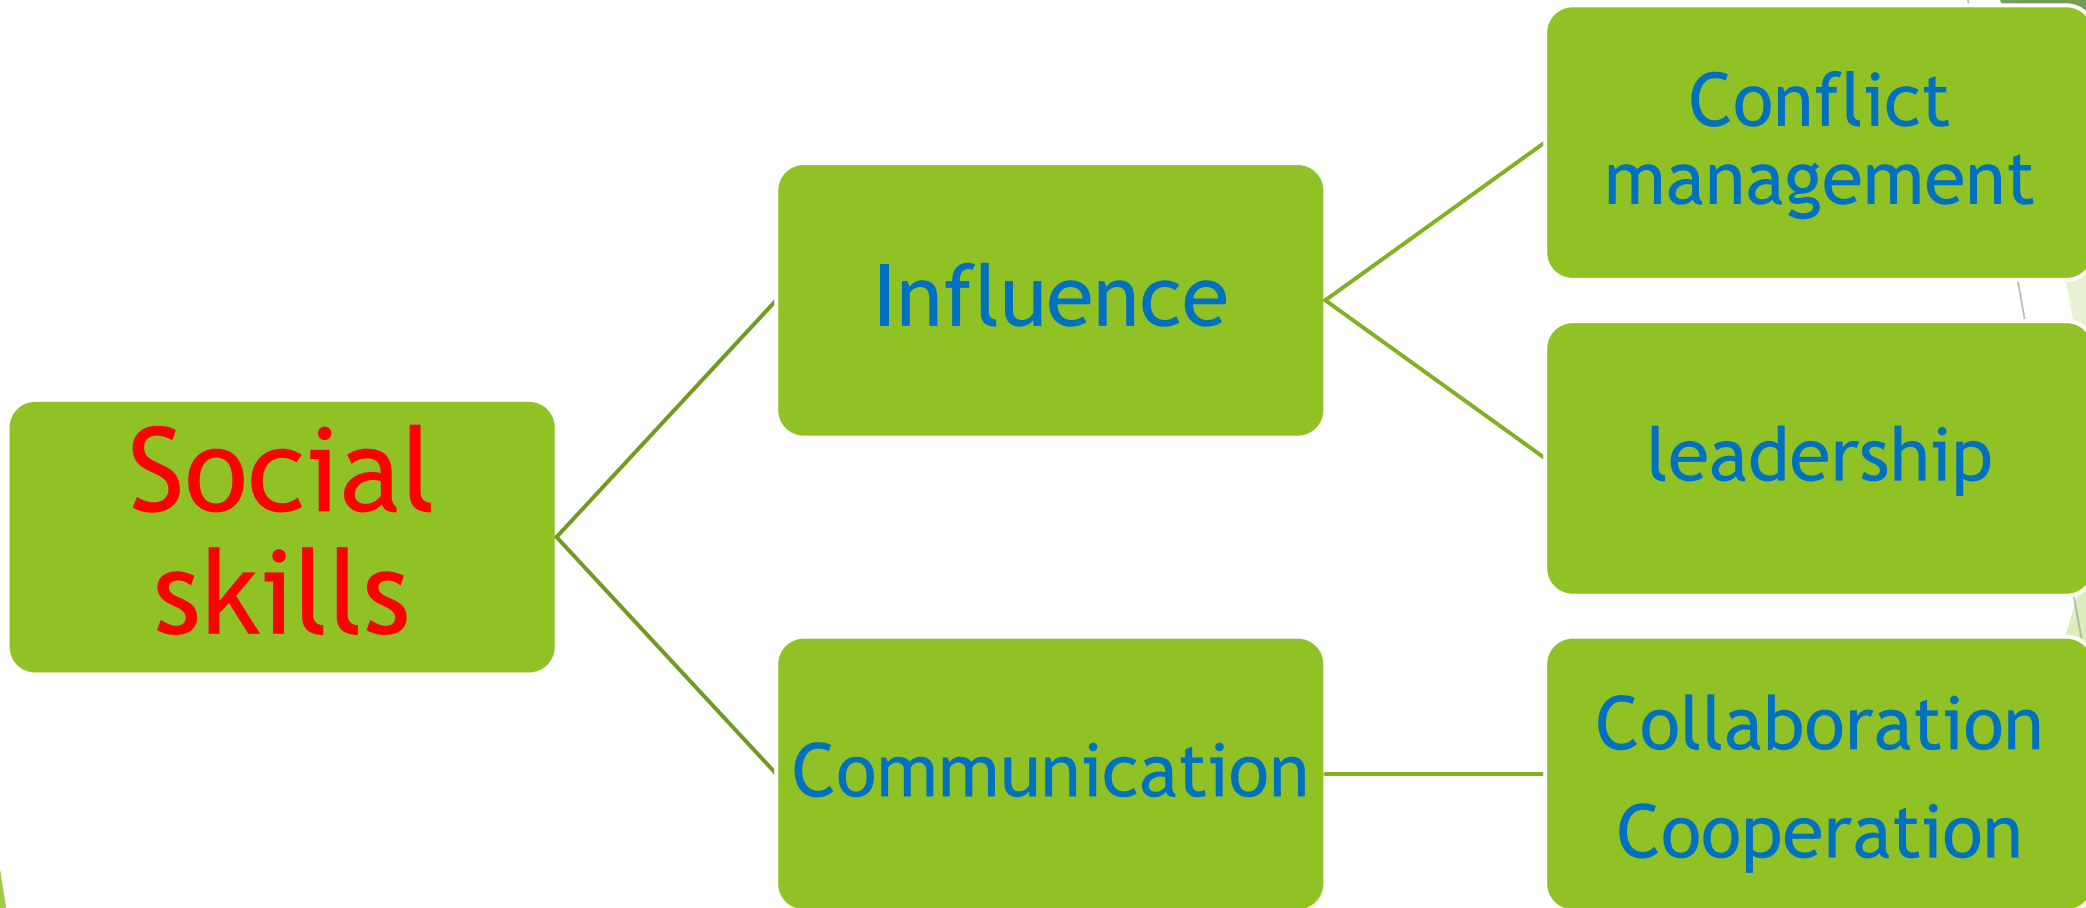 Social
skills
Influence
Conflict
management
leadership
Communication
Collaboration
Cooperation